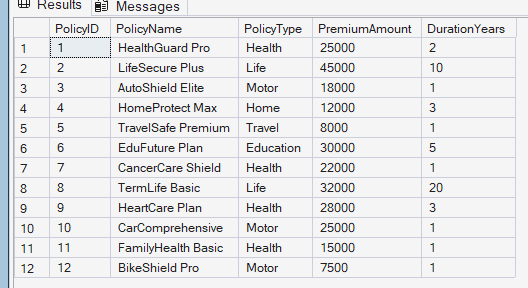 Results Messages
PolicyID PolicyName PolicyType PremiumAmount DurationYears
1 1 HealthGuard Pro Health 25000 2
2 2 LifeSecure Plus Life 45000 10
3 3 AutoShield Elite Motor 18000 1
4 4 HomeProtect Max Home 12000 3
5 5 TravelSafe Premium Travel 8000 1
6 6 EduFuture Plan Education 30000 5
7 7 CancerCare Shield Health 22000 1
8 8 TermLife Basic Life 32000 20
9 9 HeartCare Plan Health 28000 3
10 10 CarComprehensive Motor 25000 1
11 11 FamilyHealth Basic Health 15000 1
12 12 BikeShield Pro Motor 7500 1